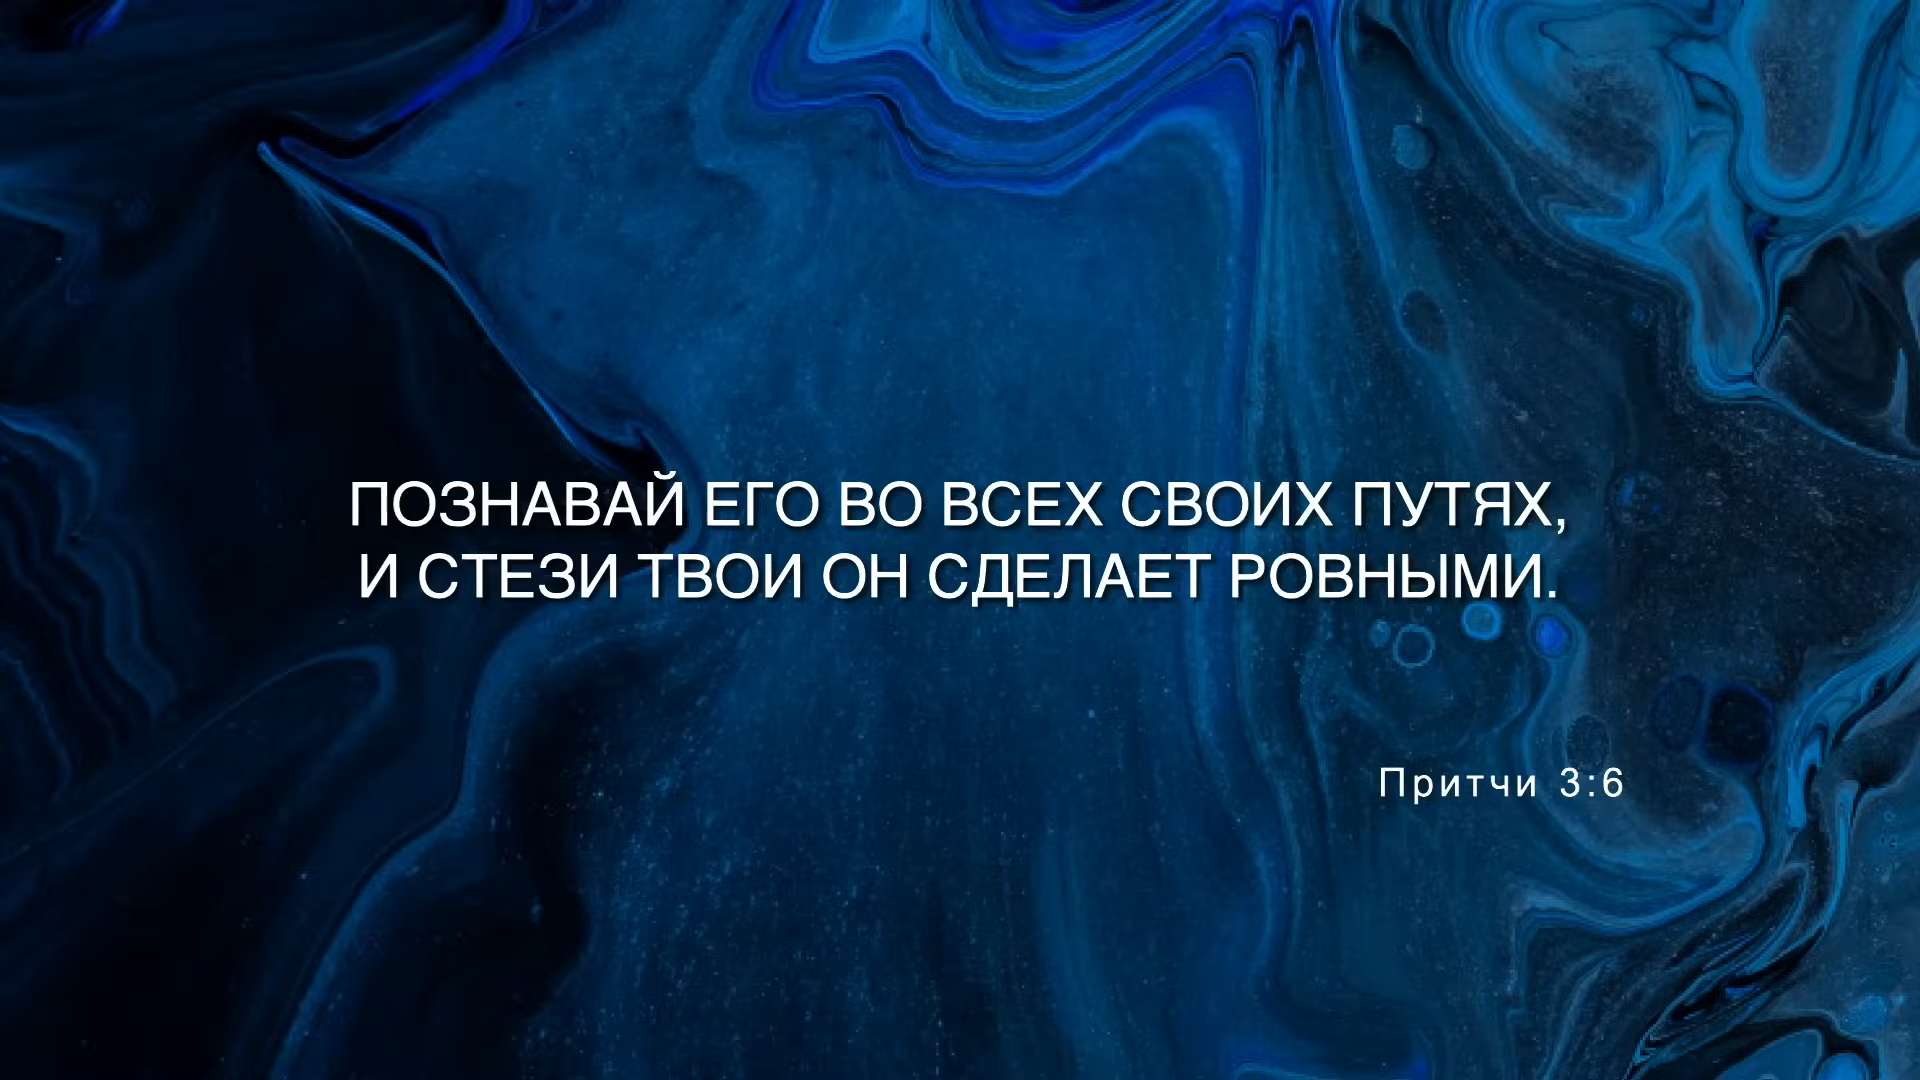 ПОЗНАВАЙ ЕГО ВО ВСЕХ СВОИХ ПУТЯХ,
И СТЕЗИ ТВОИ ОН СДЕЛАЕТ РОВНЫМИ.
Притчи 3:6